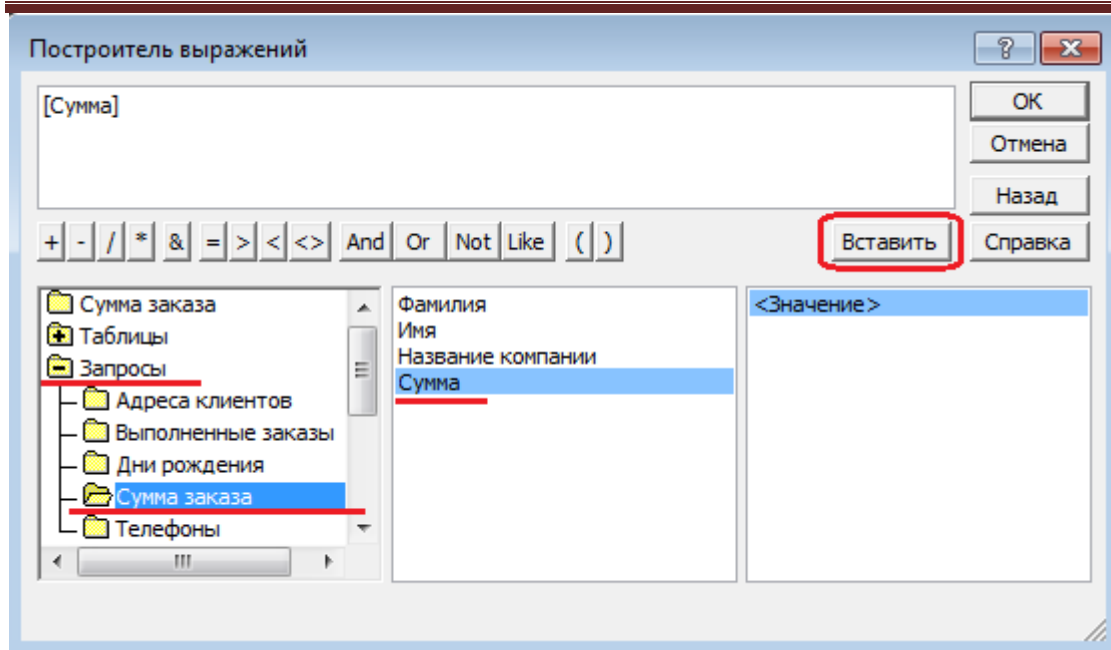 Построитель выражений
[Сумма]
OK
Отмена
Назад
+ - / * & = > < <> And Or Not Like ( ) Вставить Справка
Сумма заказа
Таблицы
Запросы
Адреса клиентов
Выполненные заказы
Дни рождения
Сумма заказа
Телефоны
Фамилия
Имя
Название компании
Сумма
<Значение>